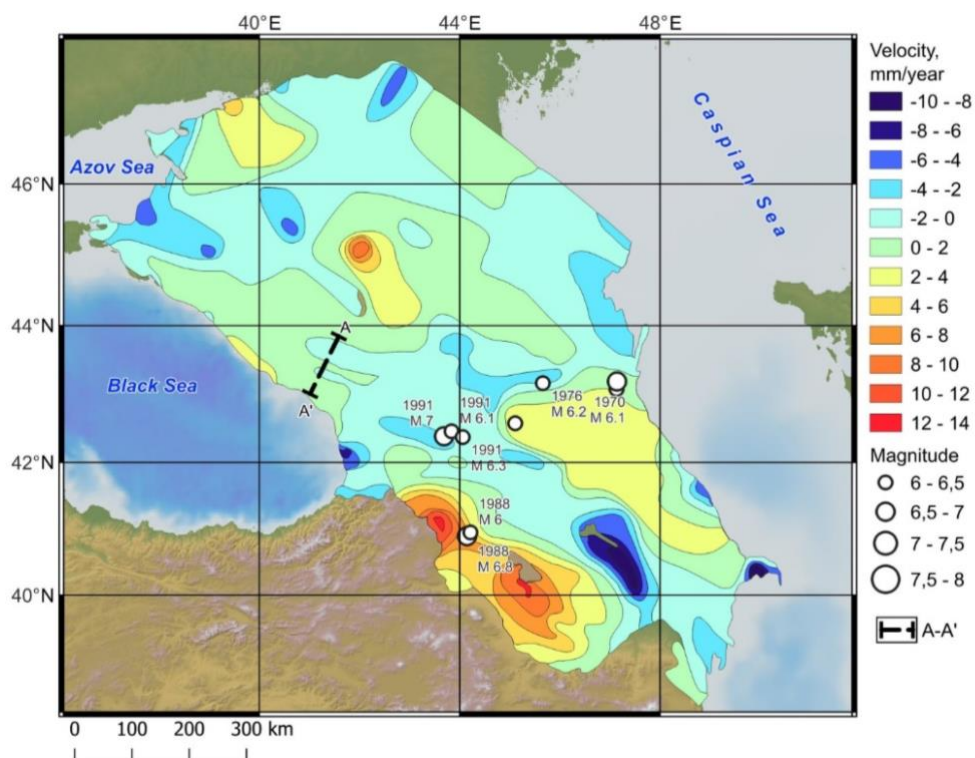 40°E 44°E 48°E
46°N
44°N
42°N
40°N
Azov Sea
Caspian Sea
Black Sea
A
A'
1991
M 7
1991
M 6.1
1991
M 6.3
1976
M 6.2
1970
M 6.1
1988
M 6
1988
M 6.8
0 100 200 300 km
Velocity,
mm/year
-10 - -8
-8 - -6
-6 - -4
-4 - -2
-2 - 0
0 - 2
2 - 4
4 - 6
6 - 8
8 - 10
10 - 12
12 - 14
Magnitude
6 - 6,5
6,5 - 7
7 - 7,5
7,5 - 8
A-A'